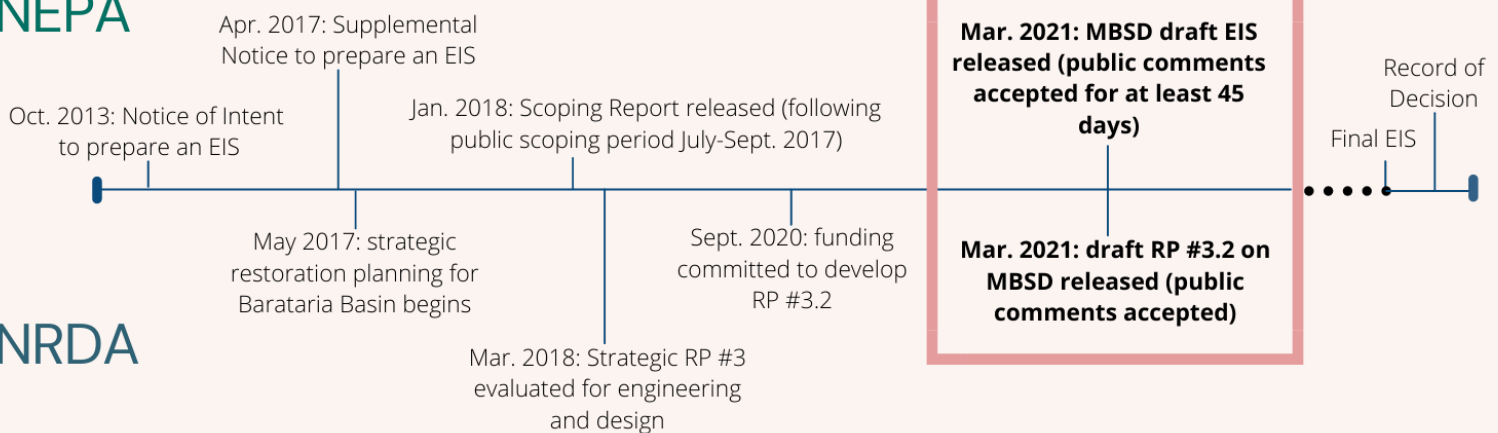 NEPA
Apr. 2017: Supplemental
Notice to prepare an EIS
Oct. 2013: Notice of Intent
to prepare an EIS
Jan. 2018: Scoping Report released (following
public scoping period July-Sept. 2017)
Mar. 2021: MBSD draft EIS
released (public comments
accepted for at least 45
days)
Record of
Decision
Final EIS
May 2017: strategic
restoration planning for
Barataria Basin begins
Sept. 2020: funding
committed to develop
RP #3.2
Mar. 2021: draft RP #3.2 on
MBSD released (public
comments accepted)
NRDA
Mar. 2018: Strategic RP #3
evaluated for engineering
and design